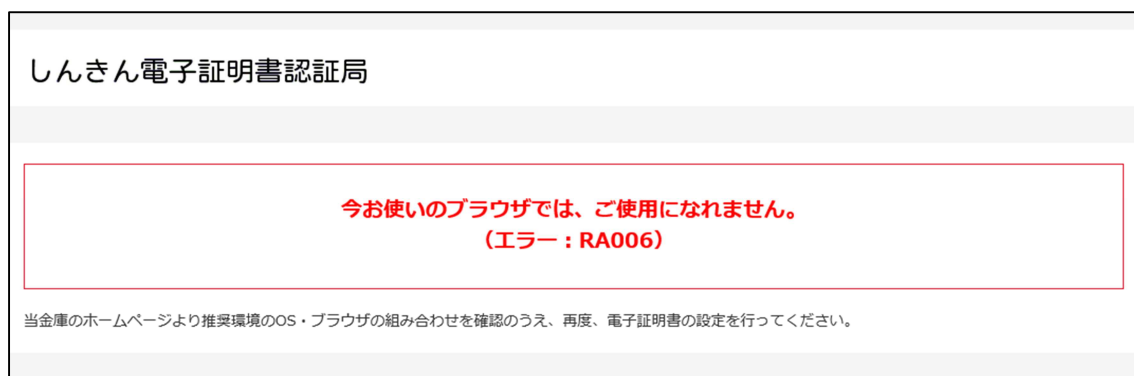 しんきん電子証明書認証局
今お使いのブラウザでは、ご使用になれません。
（エラー：RA006）
当金庫のホームページより推奨環境のOS・ブラウザの組み合わせを確認のうえ、再度、電子証明書の設定を行ってください。